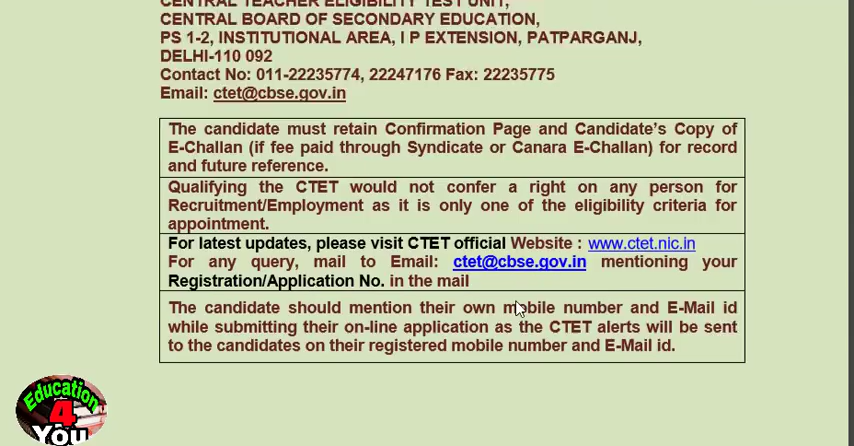 CENTRAL TEACHER ELIGIBILITY TEST UNIT,
CENTRAL BOARD OF SECONDARY EDUCATION,
PS 1-2, INSTITUTIONAL AREA, I P EXTENSION, PATPARGANJ,
DELHI-110 092
Contact No: 011-22235774, 22247176 Fax: 22235775
Email: ctet@cbse.gov.in
The candidate must retain Confirmation Page and Candidate's Copy of
E-Challan (if fee paid through Syndicate or Canara E-Challan) for record
and future reference.
Qualifying the CTET would not confer a right on any person for
Recruitment/Employment as it is only one of the eligibility criteria for
appointment.
For latest updates, please visit CTET official Website : www.ctet.nic.in
For any query, mail to Email: ctet@cbse.gov.in mentioning your
Registration/Application No. in the mail
The candidate should mention their own mobile number and E-Mail id
while submitting their on-line application as the CTET alerts will be sent
to the candidates on their registered mobile number and E-Mail id.
Education
4
You